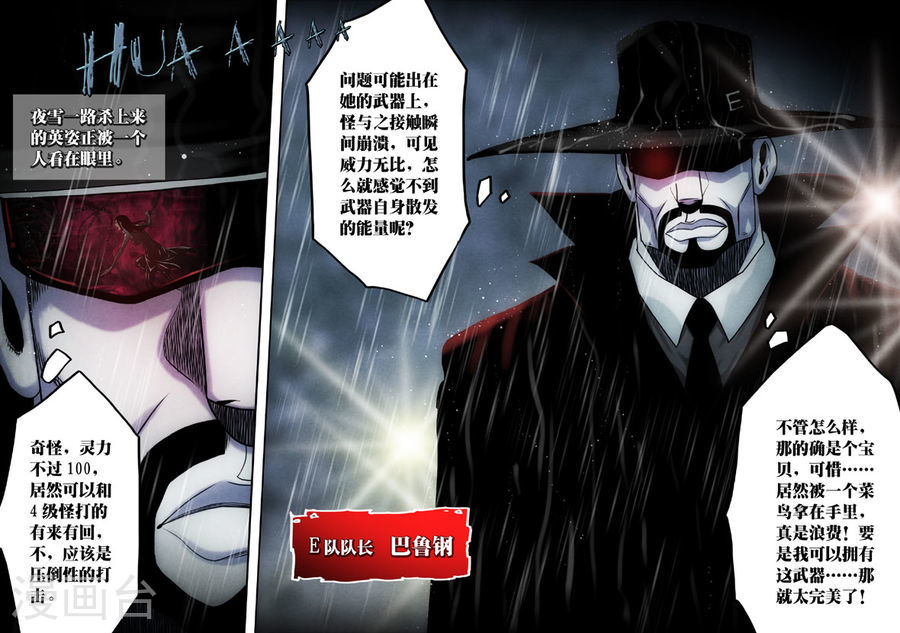 HUA A A A A
夜雪一路杀上来
的英姿正被一个
人看在眼里。
奇怪，灵力
不过100，
居然可以和
4级怪打的
有来有回，
不，应该是
压倒性的打
击。
问题可能出在
她的武器上，
怪与之接触瞬
间崩溃，可见
威力无比，怎
么就感觉不到
武器自身散发
的能量呢？
E
E队队长 巴鲁钢
不管怎么样，
那的确是个宝
贝，可惜……
居然被一个菜
鸟拿在手里，
真是浪费！要
是我可以拥有
这武器……那
就太完美了！
漫画台